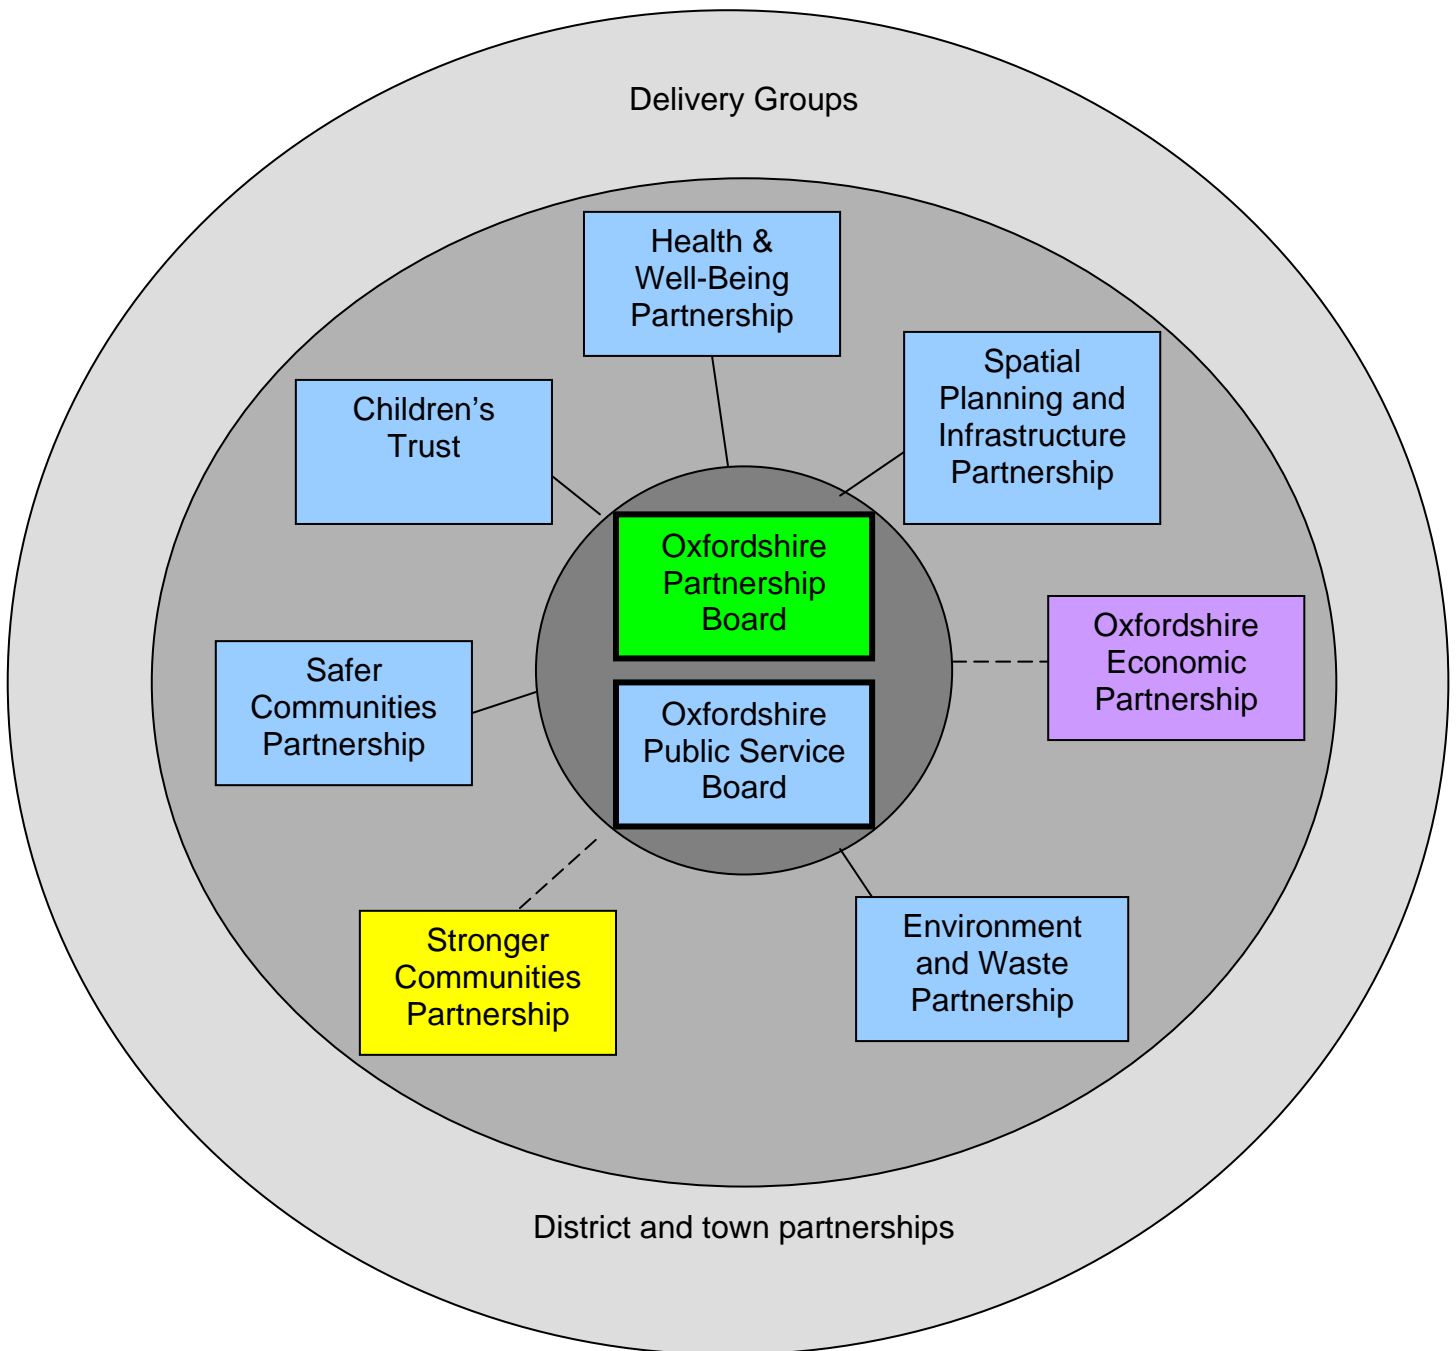 Delivery Groups
Health &
Well-Being
Partnership
Spatial
Planning and
Infrastructure
Partnership
Children’s
Trust
Oxfordshire
Partnership
Board
Oxfordshire
Economic
Partnership
Safer
Communities
Partnership
Oxfordshire
Public Service
Board
Stronger
Communities
Partnership
Environment
and Waste
Partnership
District and town partnerships